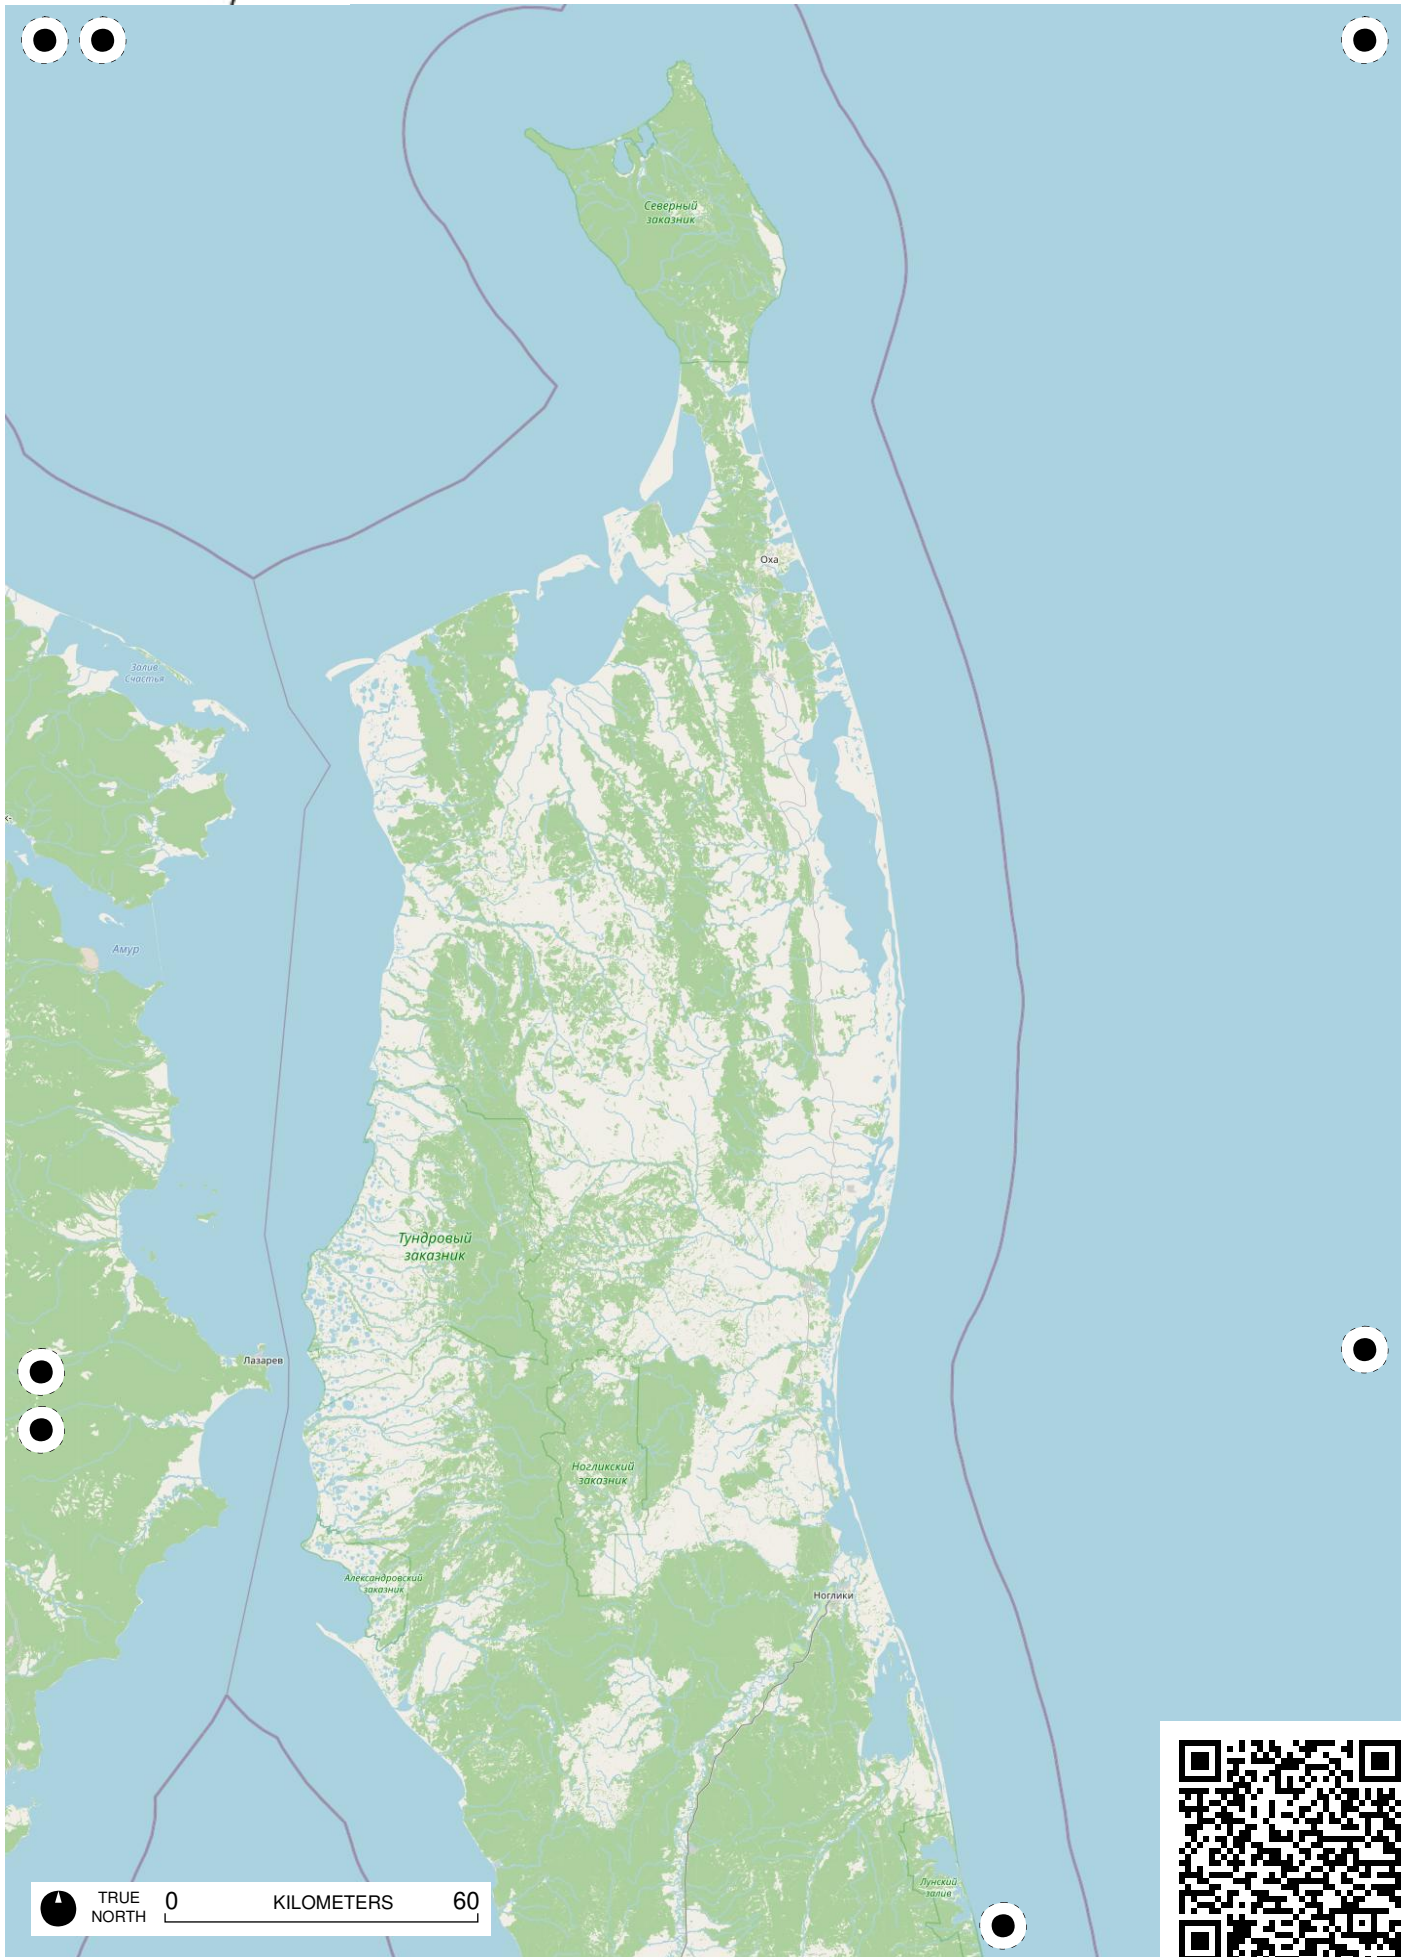 Северный
заказник
Оха
Залив
Счастья
к-
Амур
Тундровый
заказник
Лазарев
Ногликский
заказник
Александровский
заказник
Ноглики
Лунский
залив
TRUE
NORTH
0 KILOMETERS 60